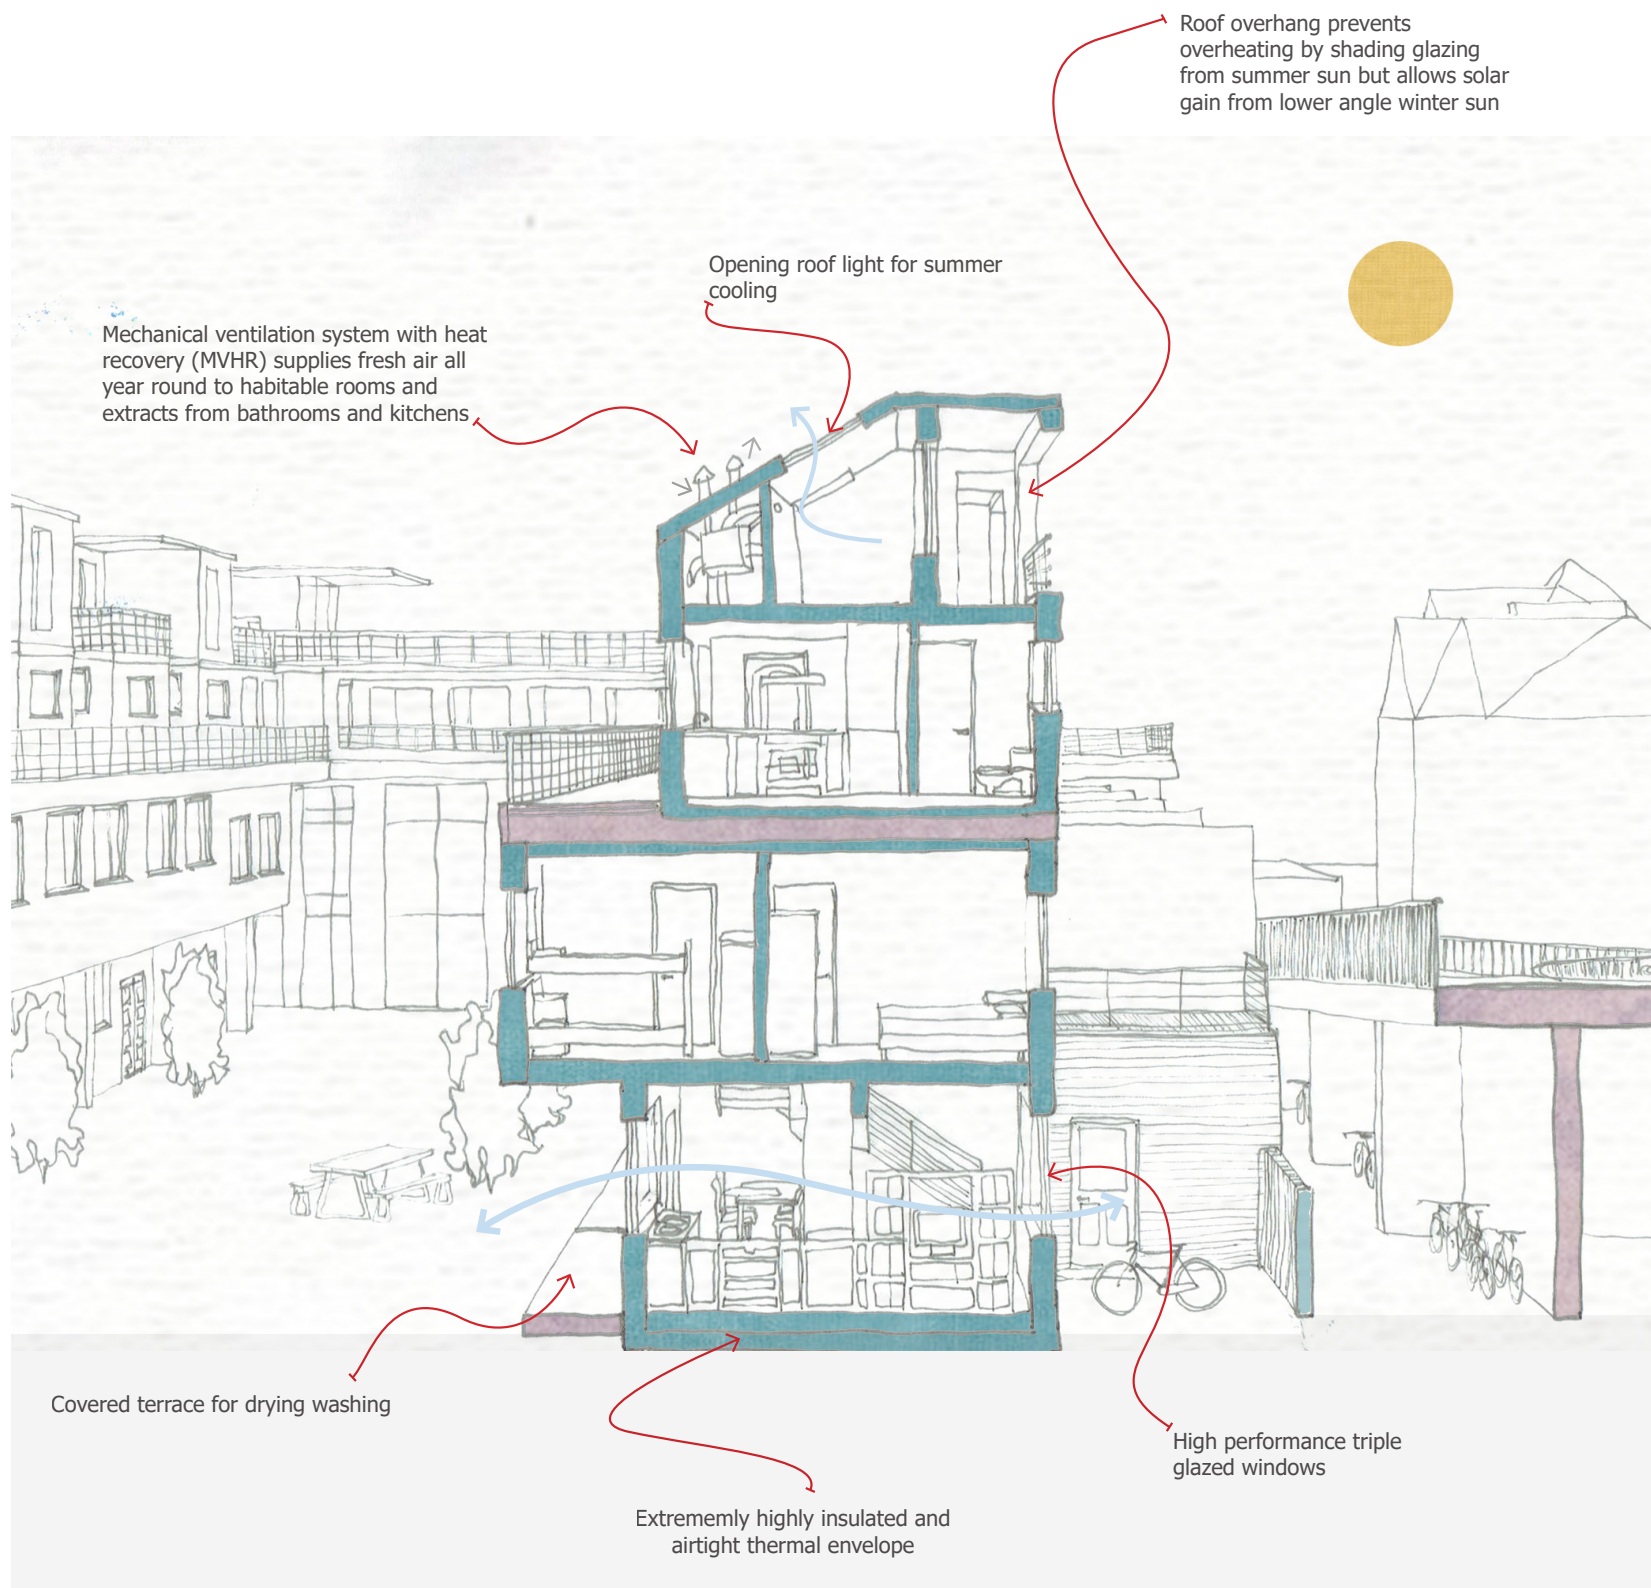 Roof overhang prevents
overheating by shading glazing
from summer sun but allows solar
gain from lower angle winter sun
Opening roof light for summer
cooling
Mechanical ventilation system with heat
recovery (MVHR) supplies fresh air all
year round to habitable rooms and
extracts from bathrooms and kitchens
Covered terrace for drying washing
High performance triple
glazed windows
Extrememly highly insulated and
airtight thermal envelope